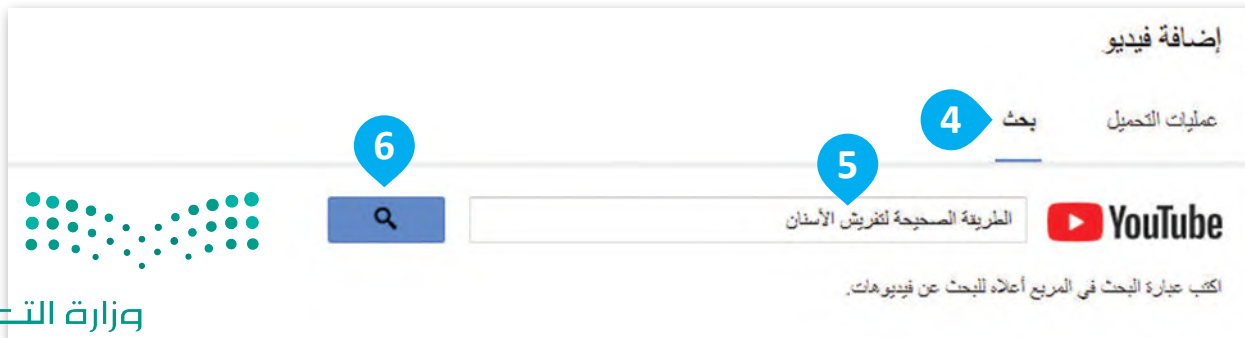 إضافة فيديو
عمليات التحميل
بحث
4
6
5
YouTube
الطريقة الصحيحة لتفريش الأسنان
اكتب عبارة البحث في المربع أعلاه للبحث عن فيديوهات.
وزارة التـ